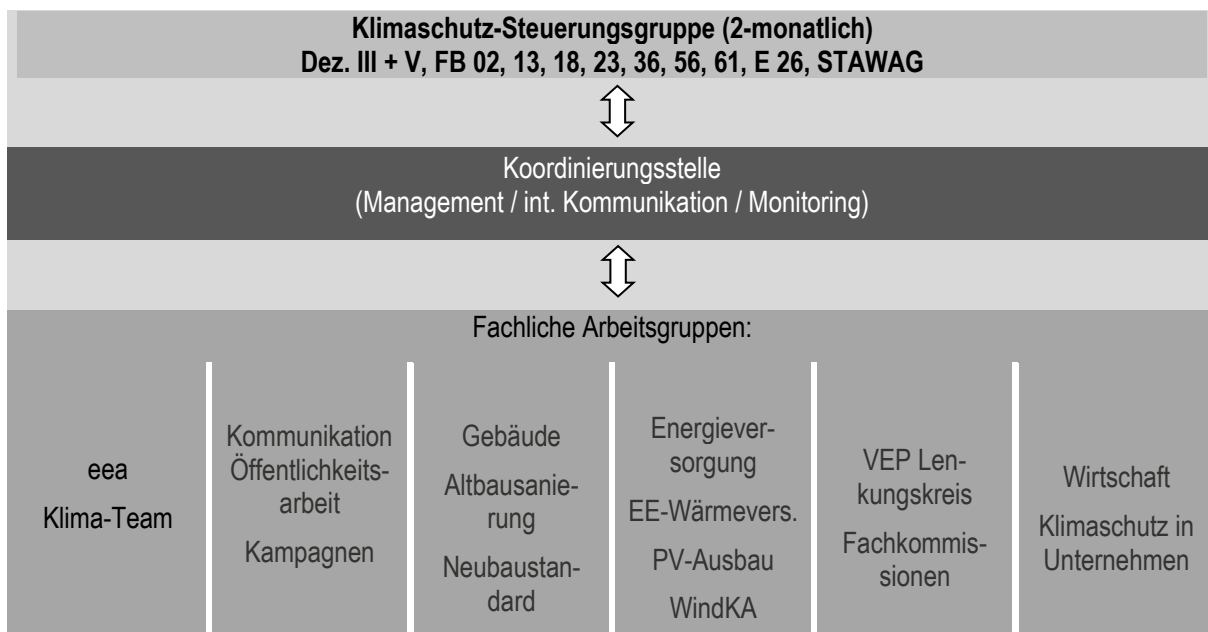 Klimaschutz-Steuerungsgruppe (2-monatlich)
Dez. III + V, FB 02, 13, 18, 23, 36, 56, 61, E 26, STAWAG
Koordinierungsstelle
(Management / int. Kommunikation / Monitoring)
Fachliche Arbeitsgruppen:
eea
Klima-Team
Kommunikation
Öffentlichkeits-
arbeit
Kampagnen
Gebäude
Altbausanie-
rung
Neubaustan-
dard
Energiever-
sorgung
EE-Wärmevers.
PV-Ausbau
WindKA
VEP Len-
kungskreis
Fachkommis-
sionen
Wirtschaft
Klimaschutz in
Unternehmen